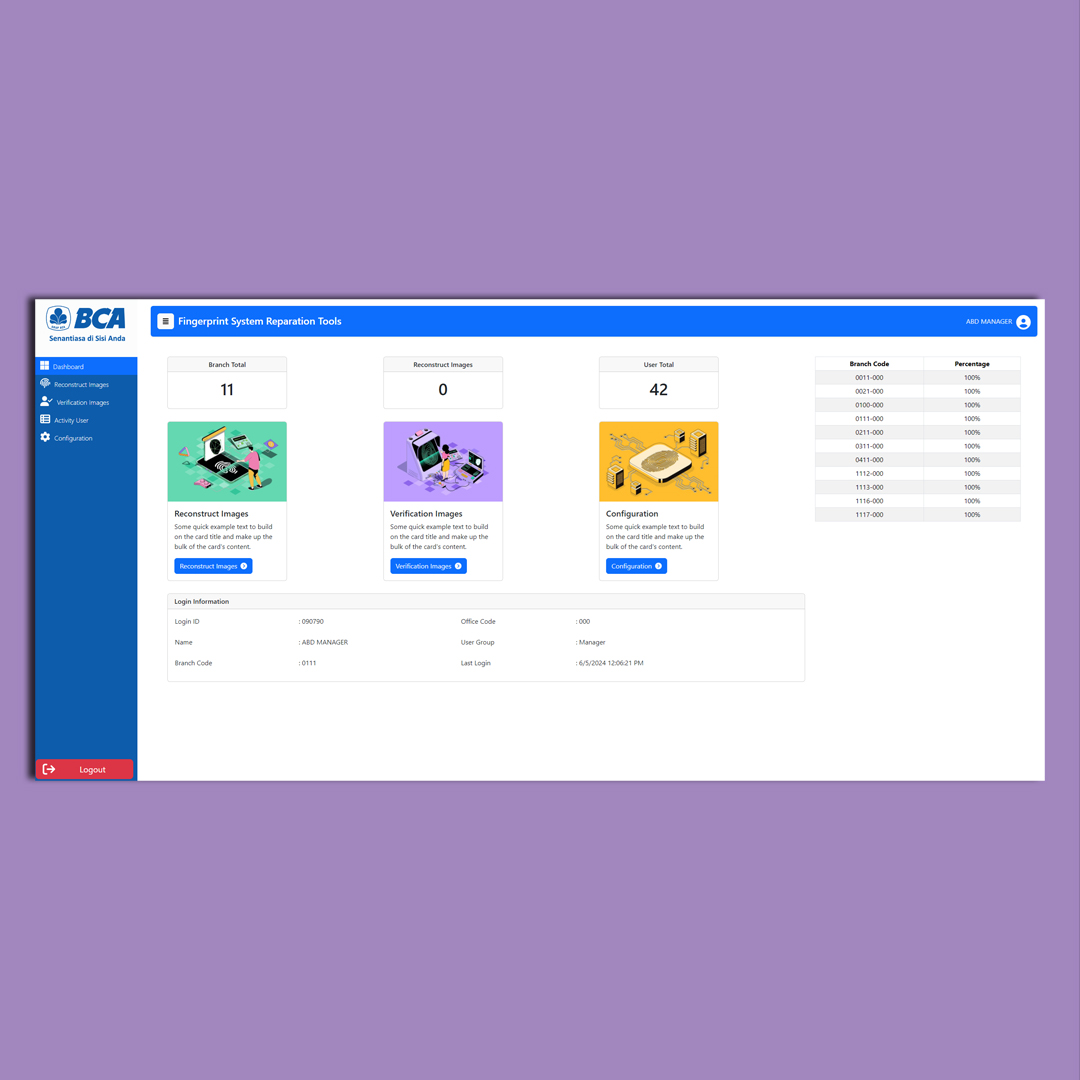 BCA
Senantiasa di Sisi Anda
Dashboard
Reconstruct Images
Verification Images
Activity User
Configuration
Logout
Fingerprint System Reparation Tools
ABD MANAGER
Branch Total
11
Reconstruct Images
0
User Total
42
Reconstruct Images
Some quick example text to build
on the card title and make up the
bulk of the card's content.
Reconstruct Images
Verification Images
Some quick example text to build
on the card title and make up the
bulk of the card's content.
Verification Images
Configuration
Some quick example text to build
on the card title and make up the
bulk of the card's content.
Configuration
Branch Code Percentage
0011-000 100%
0021-000 100%
0100-000 100%
0111-000 100%
0211-000 100%
0311-000 100%
0411-000 100%
1112-000 100%
1113-000 100%
1116-000 100%
1117-000 100%
Login Information
Login ID : 090790 Office Code : 000
Name : ABD MANAGER User Group : Manager
Branch Code : 0111 Last Login : 6/5/2024 12:06:21 PM